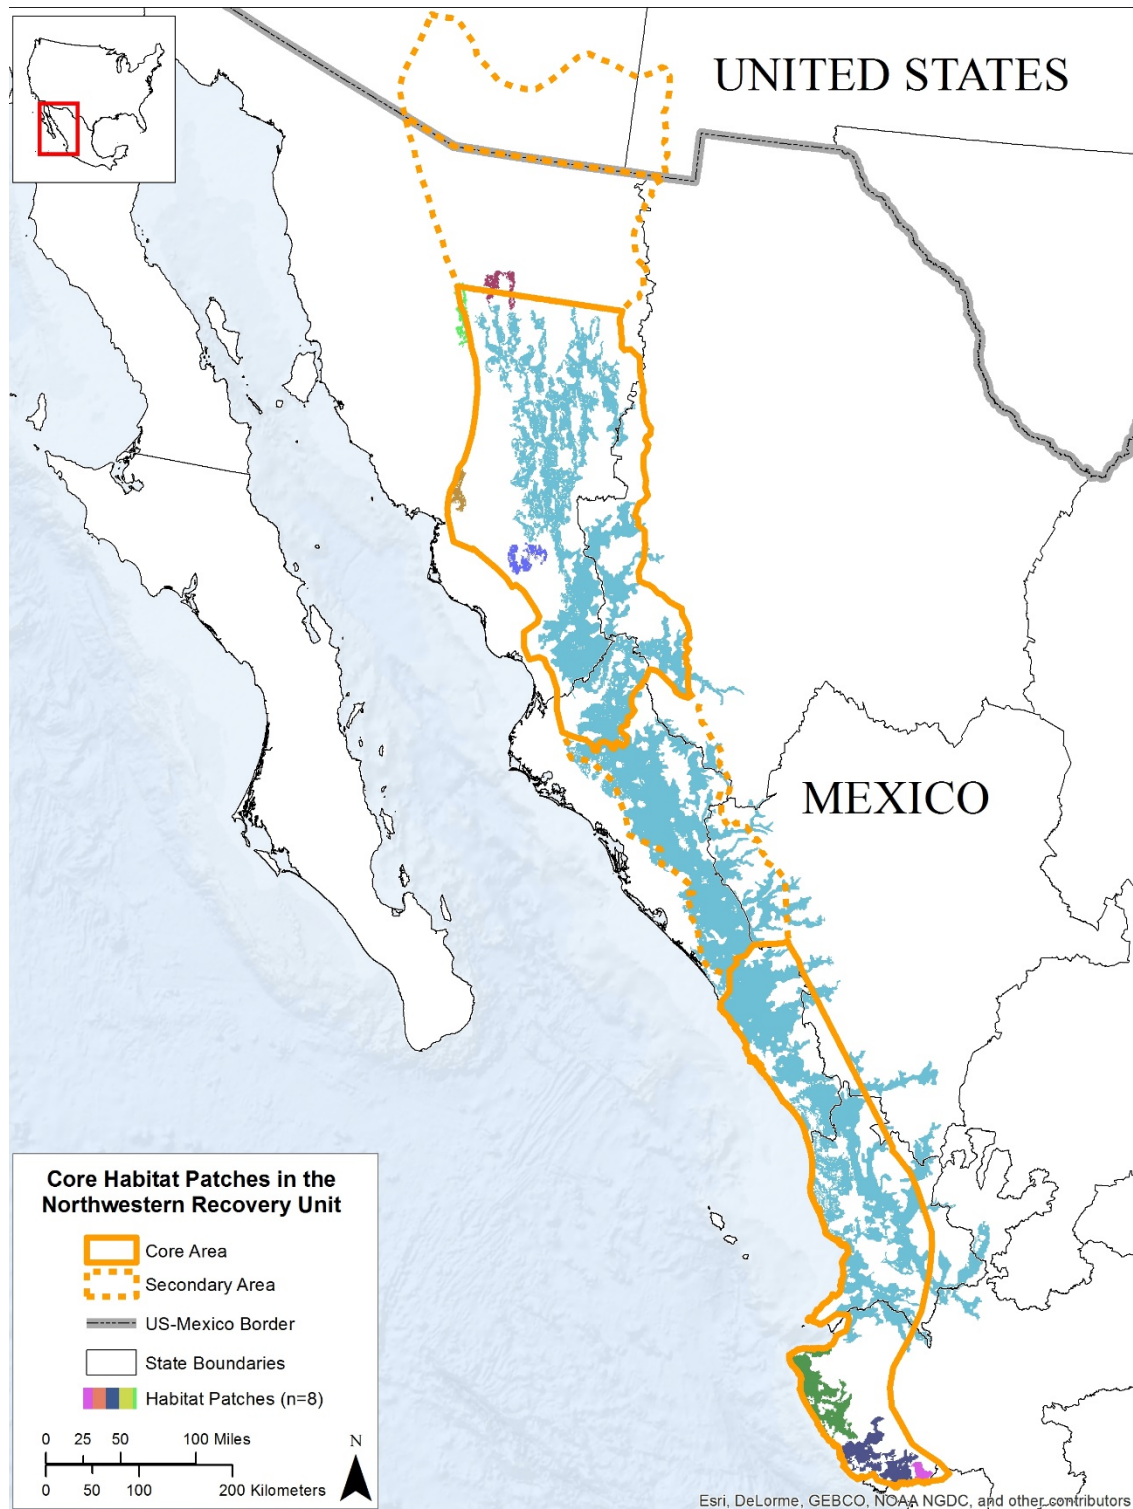 UNITED STATES
MEXICO
Core Habitat Patches in the
Northwestern Recovery Unit
Core Area
Secondary Area
US-Mexico Border
State Boundaries
Habitat Patches (n=8)
0 25 50 100 Miles
0 50 100 200 Kilometers
N
Esri, DeLorme, GEBCO, NOAA NGDC, and other contributors